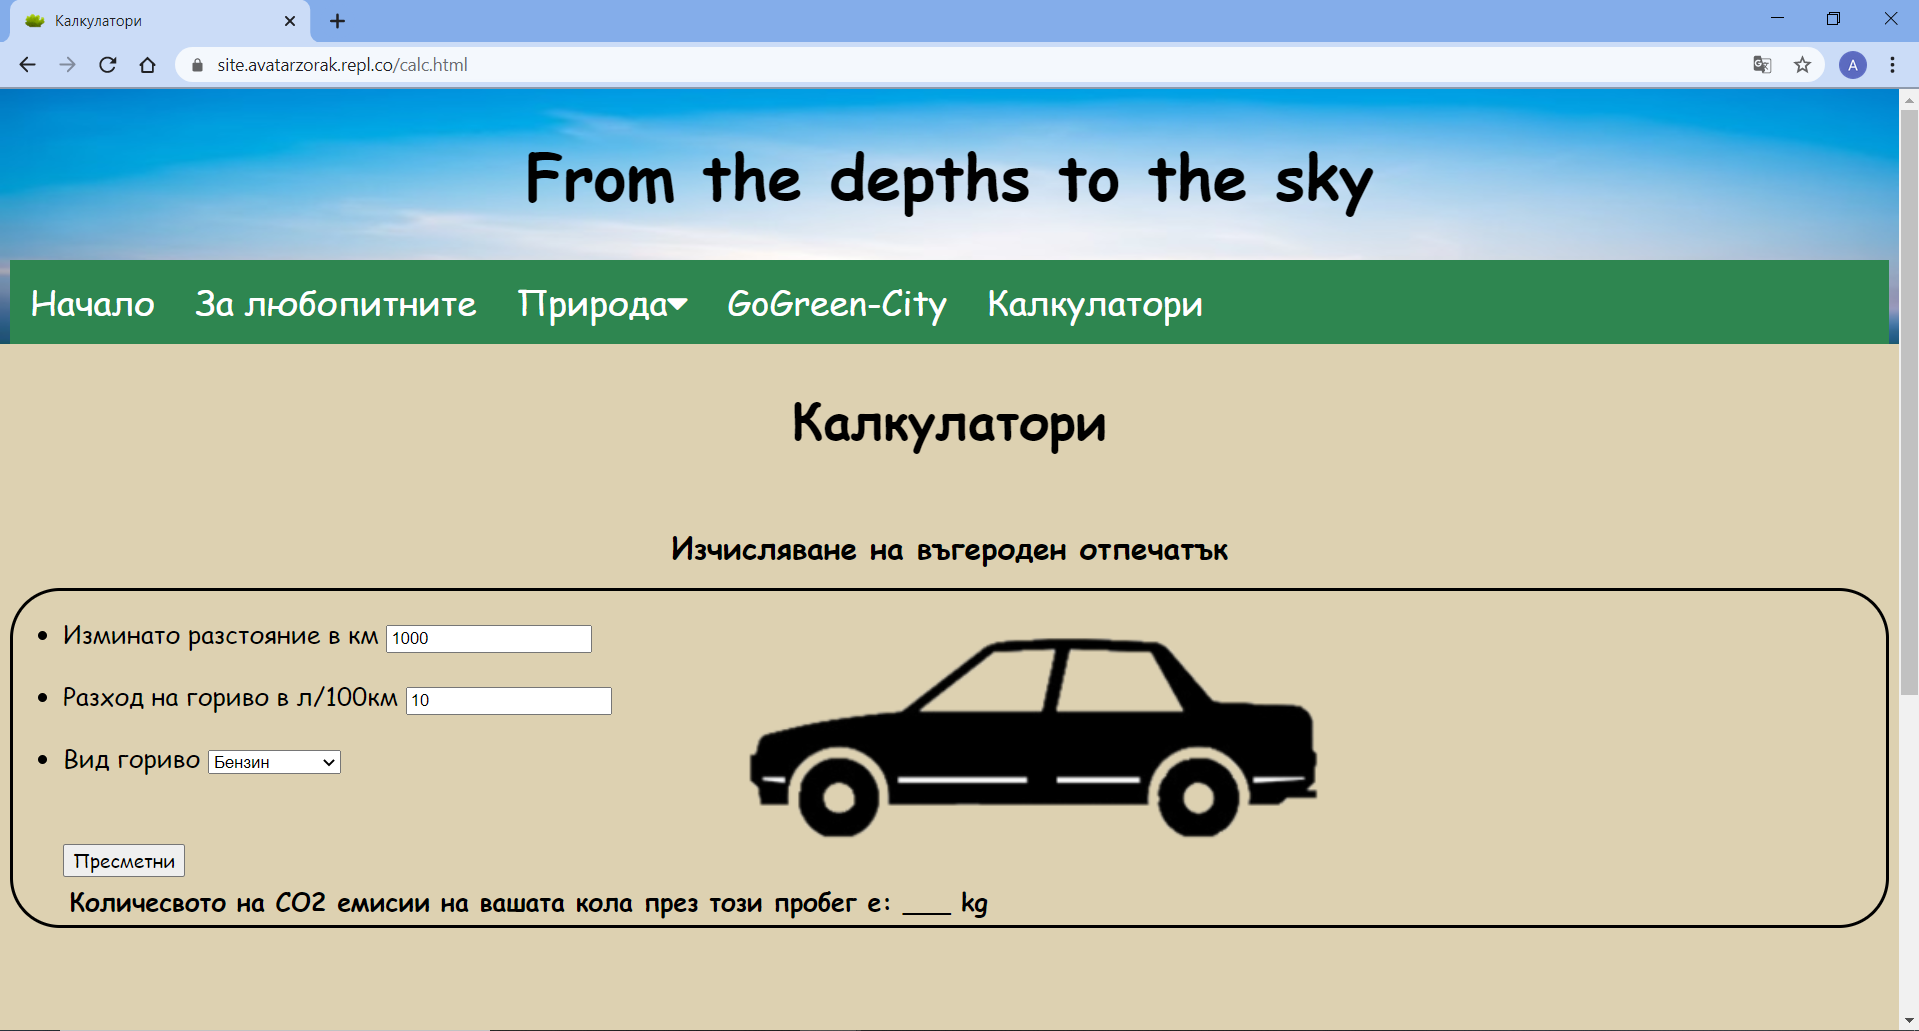 Калкулатори
site.avatarzorak.repl.co/calc.html
A
From the depths to the sky
Начало За любопитните Природа GoGreen-City Калкулатори
Калкулатори
Изчисляване на въгероден отпечатък
Изминато разстояние в км 1000
Разход на гориво в л/100км 10
Вид гориво Бензин
Пресметни
Количесвото на CO2 емисии на вашата кола през този пробег е: ___ kg